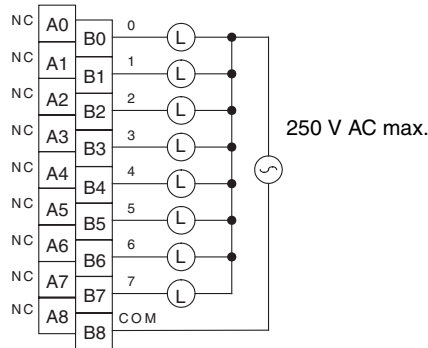 NC A0
B0 0 L
NC A1
B1 1 L
NC A2
B2 2 L
NC A3
B3 3 L
NC A4
B4 4 L
NC A5
B5 5 L
NC A6
B6 6 L
NC A7
B7 7 L
NC A8
B8 COM
250 V AC max.